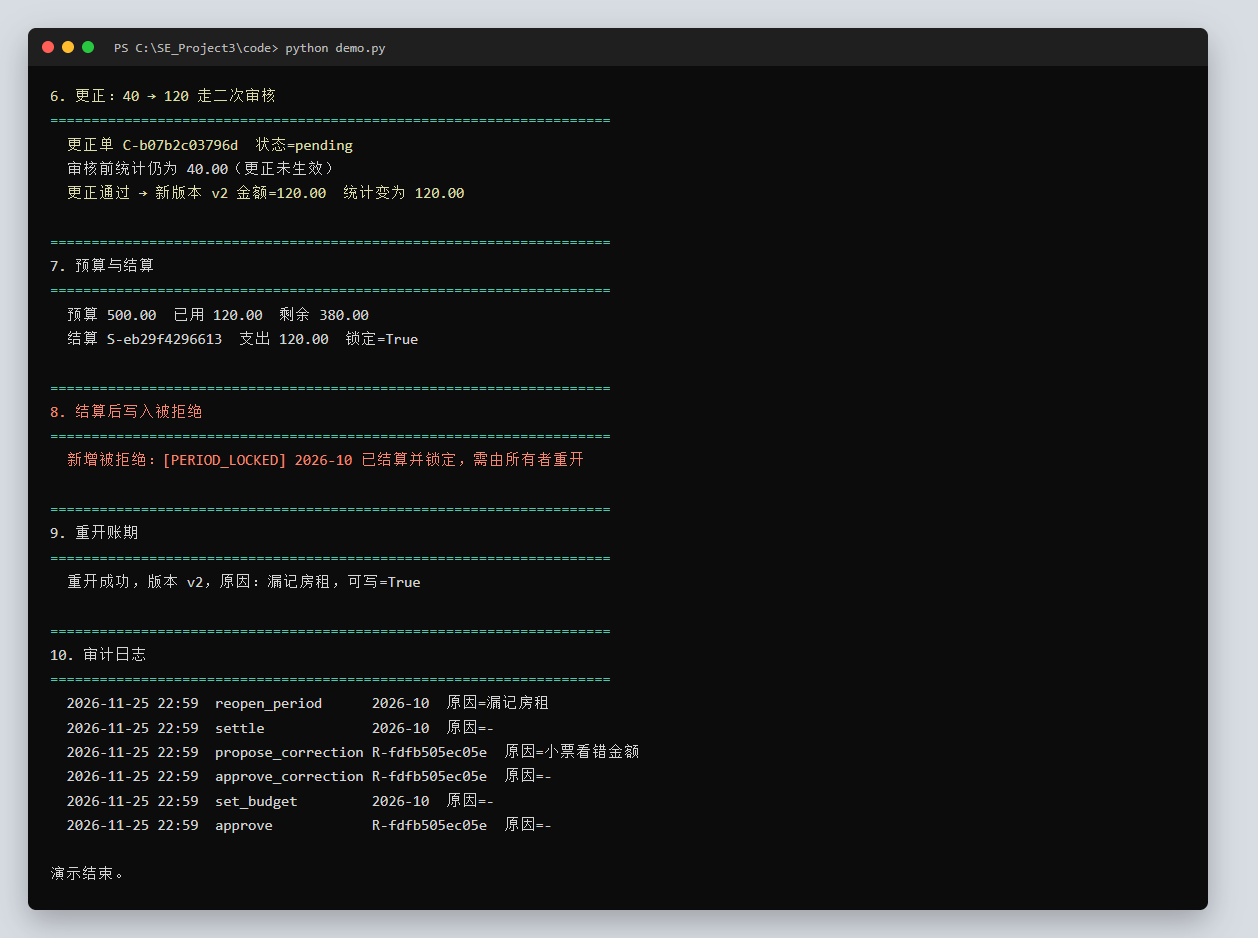 PS C:\SE_Project3\code> python demo.py
6. 更正：40 → 120 走二次审核
====================================================================
更正单 C-b07b2c03796d  状态=pending
审核前统计仍为 40.00（更正未生效）
更正通过 → 新版本 v2 金额=120.00  统计变为 120.00
====================================================================
7. 预算与结算
====================================================================
预算 500.00  已用 120.00  剩余 380.00
结算 S-eb29f4296613  支出 120.00  锁定=True
====================================================================
8. 结算后写入被拒绝
====================================================================
新增被拒绝：[PERIOD_LOCKED] 2026-10 已结算并锁定，需由所有者重开
====================================================================
9. 重开账期
====================================================================
重开成功，版本 v2，原因：漏记房租，可写=True
====================================================================
10. 审计日志
====================================================================
2026-11-25 22:59  reopen_period      2026-10  原因=漏记房租
2026-11-25 22:59  settle             2026-10  原因=-
2026-11-25 22:59  propose_correction R-fdfb505ec05e  原因=小票看错金额
2026-11-25 22:59  approve_correction R-fdfb505ec05e  原因=-
2026-11-25 22:59  set_budget         2026-10  原因=-
2026-11-25 22:59  approve            R-fdfb505ec05e  原因=-
演示结束。